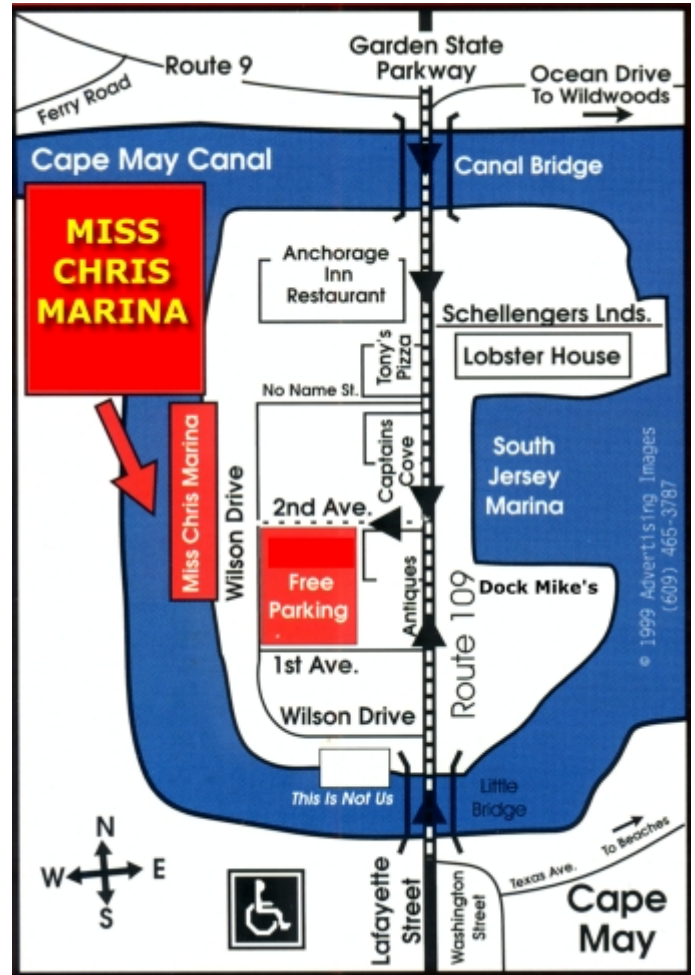 Garden State
Parkway
Route 9
Ferry Road
Ocean Drive
To Wildwoods
Cape May Canal
Canal Bridge
MISS
CHRIS
MARINA
Anchorage
Inn
Restaurant
Schellengers Lnds.
Tony's
Pizza
Lobster House
No Name St.
Captains
Cove
Miss Chris Marina
Wilson Drive
South
Jersey
Marina
2nd Ave.
Free
Parking
Antiques
Dock Mike's
Route 109
© 1999 Advertising Images
(609) 465-3787
1st Ave.
Wilson Drive
This Is Not Us
Little
Bridge
N
W
E
S
Lafayette
Street
Washington
Street
Texas Ave.
To Beaches
Cape
May